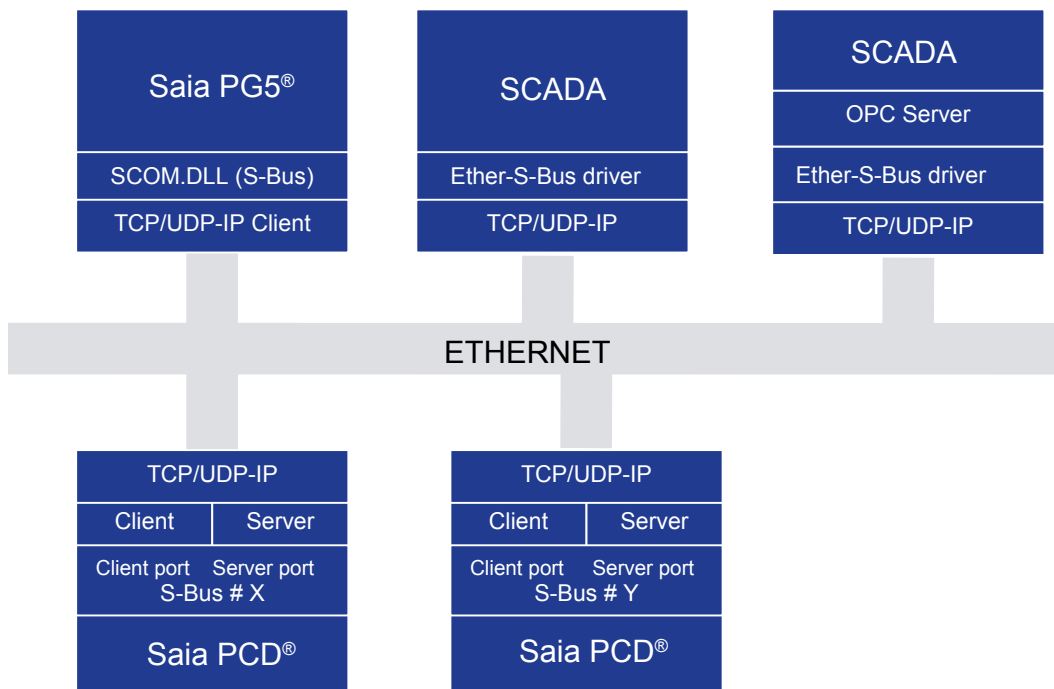 Saia PG5®
SCOM.DLL (S-Bus)
TCP/UDP-IP Client
SCADA
Ether-S-Bus driver
TCP/UDP-IP
SCADA
OPC Server
Ether-S-Bus driver
TCP/UDP-IP
ETHERNET
TCP/UDP-IP
Client Server
Client port Server port
S-Bus # X
Saia PCD®
TCP/UDP-IP
Client Server
Client port Server port
S-Bus # Y
Saia PCD®